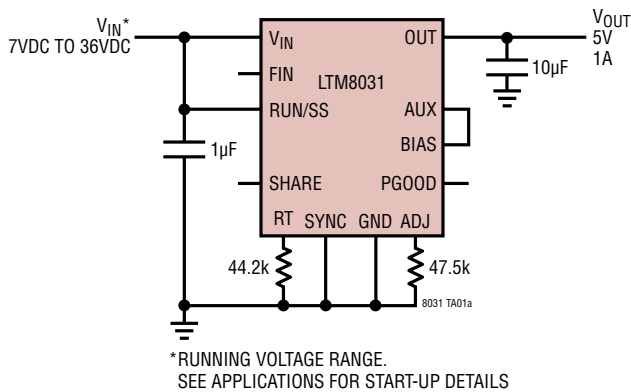 VIN*
7VDC TO 36VDC
VIN
FIN
RUN/SS
SHARE
RT
SYNC
GND
ADJ
LTM8031
OUT
AUX
BIAS
PGOOD
VOUT
5V
1A
10µF
1µF
44.2k
47.5k
8031 TA01a
*RUNNING VOLTAGE RANGE.
SEE APPLICATIONS FOR START-UP DETAILS